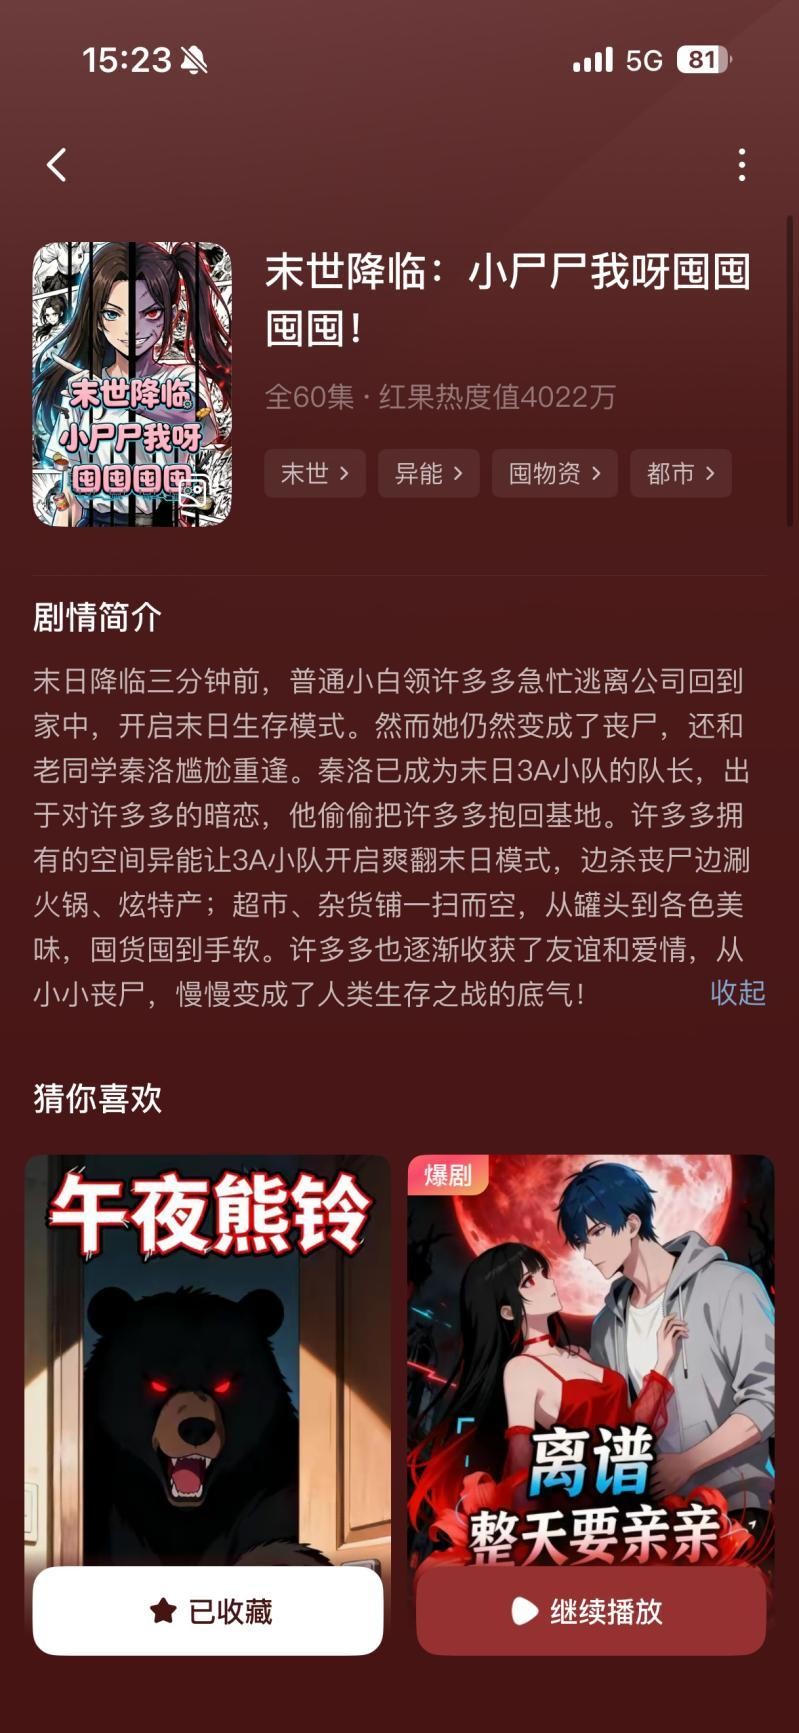 15:23
5G
81
末世降临：小尸尸我呀囤囤
囤囤！
全60集·红果热度值4022万
末世
异能
囤物资
都市
末世降临
小尸尸我呀
囤囤囤囤
剧情简介
末日降临三分钟前，普通小白领许多多急忙逃离公司回到
家中，开启末日生存模式。然而她仍然变成了丧尸，还和
老同学秦洛尴尬重逢。秦洛已成为末日3A小队的队长，出
于对许多多的暗恋，他偷偷把许多多抱回基地。许多多拥
有的空间异能让3A小队开启爽翻末日模式，边杀丧尸边涮
火锅、炫特产；超市、杂货铺一扫而空，从罐头到各色美
味，囤货囤到手软。许多多也逐渐收获了友谊和爱情，从
小小丧尸，慢慢变成了人类生存之战的底气！
收起
猜你喜欢
午夜熊铃
爆剧
离谱
整天要亲亲
已收藏
继续播放